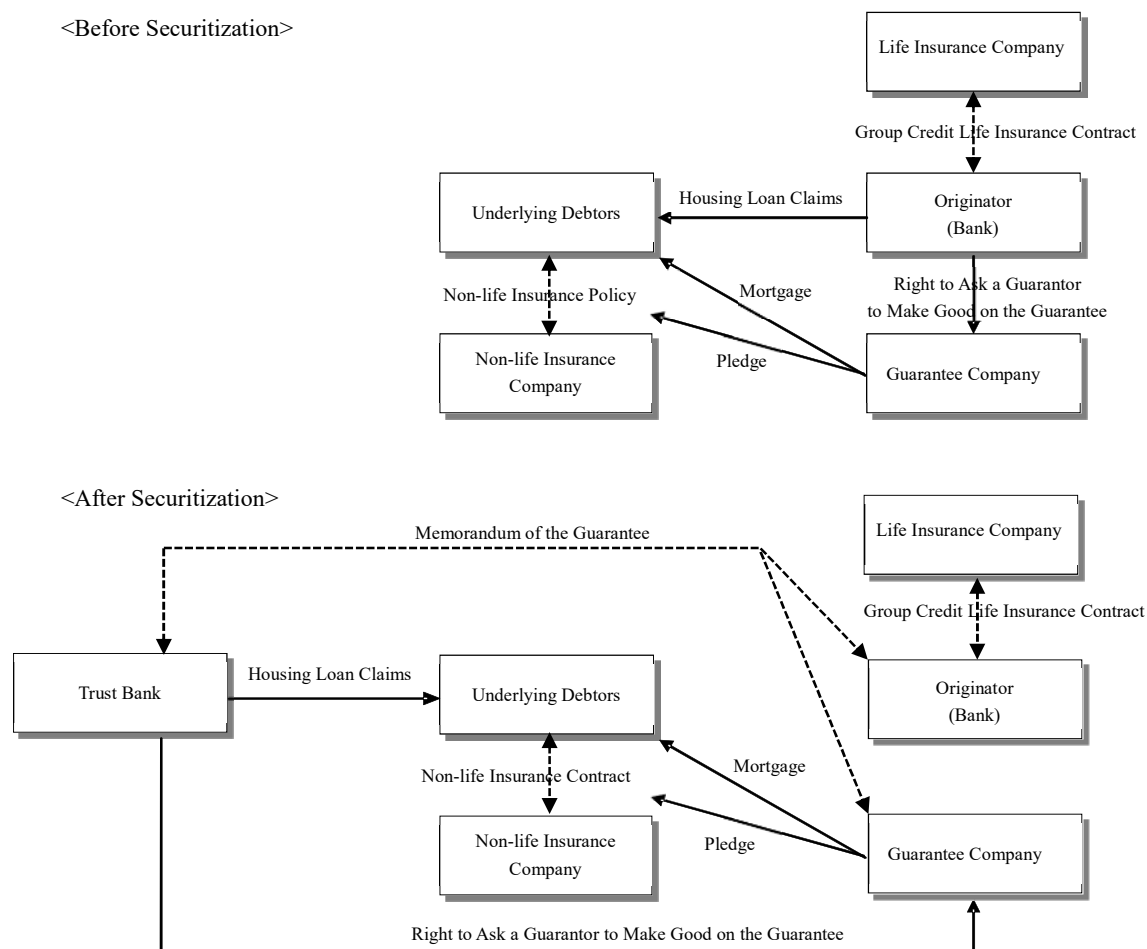 <Before Securitization>
Life Insurance Company
Group Credit Life Insurance Contract
Underlying Debtors
Housing Loan Claims
Originator
(Bank)
Non-life Insurance Policy
Mortgage
Right to Ask a Guarantor
to Make Good on the Guarantee
Non-life Insurance
Company
Pledge
Guarantee Company
<After Securitization>
Memorandum of the Guarantee
Life Insurance Company
Group Credit Life Insurance Contract
Trust Bank
Housing Loan Claims
Underlying Debtors
Originator
(Bank)
Non-life Insurance Contract
Mortgage
Non-life Insurance
Company
Pledge
Guarantee Company
Right to Ask a Guarantor to Make Good on the Guarantee